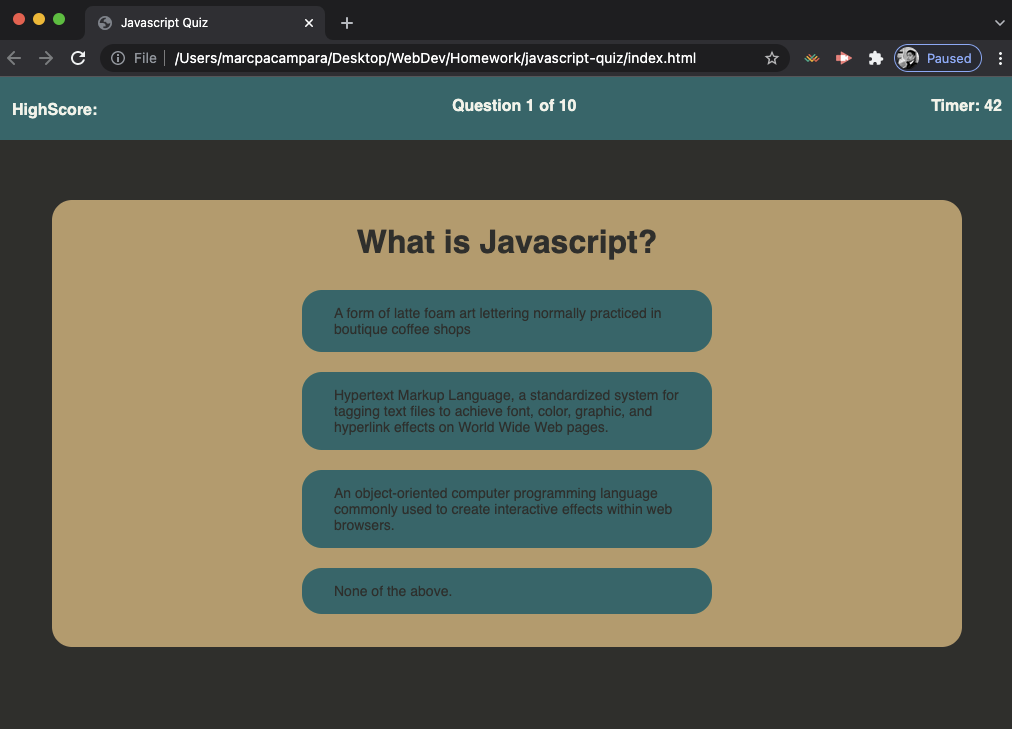 Javascript Quiz
File
/Users/marcpacampara/Desktop/WebDev/Homework/javascript-quiz/index.html
Paused
HighScore:
Question 1 of 10
Timer: 42
What is Javascript?
A form of latte foam art lettering normally practiced in
boutique coffee shops
Hypertext Markup Language, a standardized system for
tagging text files to achieve font, color, graphic, and
hyperlink effects on World Wide Web pages.
An object-oriented computer programming language
commonly used to create interactive effects within web
browsers.
None of the above.